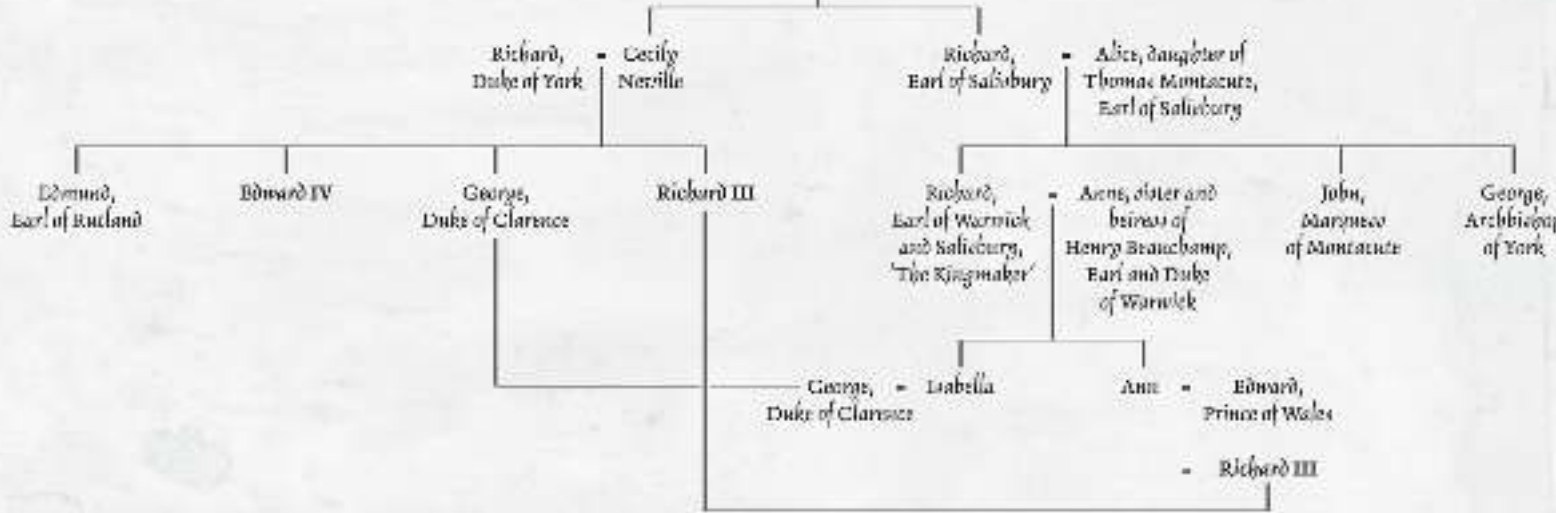 Richard,
Duke of York
= Cecily
Neville
Richard,
Earl of Salisbury
= Alice, daughter of
Thomas Montacute,
Earl of Salisbury
Edmund,
Earl of Rutland
Edward IV
George,
Duke of Clarence
Richard III
Richard,
Earl of Warwick
and Salisbury,
'The Kingmaker'
= Anne, sister and
heiress of
Henry Beauchamp,
Earl and Duke
of Warwick
John,
Marquess
of Montacute
George,
Archbishop
of York
George,
Duke of Clarence
= Isabella
Ann = Edward,
Prince of Wales
= Richard III